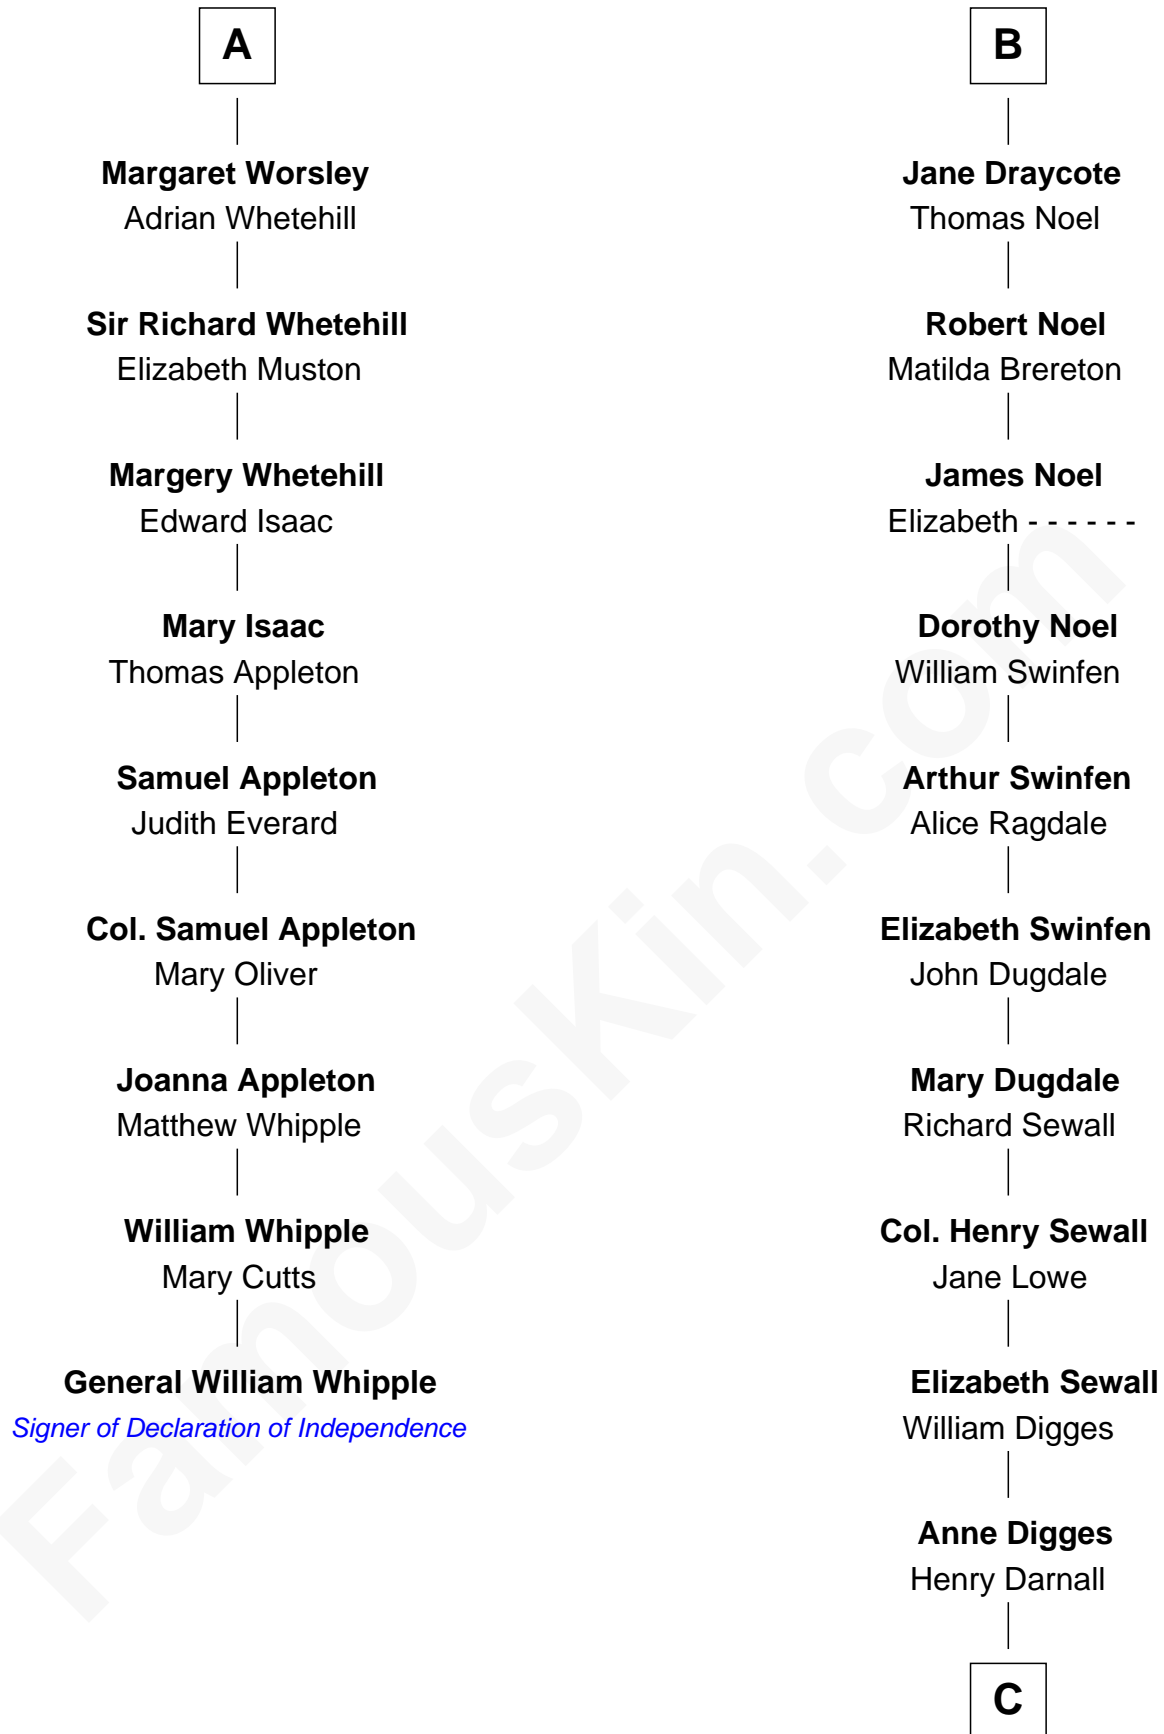 A
Margaret Worsley
Adrian Whetehill
Sir Richard Whetehill
Elizabeth Muston
Margery Whetehill
Edward Isaac
Mary Isaac
Thomas Appleton
Samuel Appleton
Judith Everard
Col. Samuel Appleton
Mary Oliver
Joanna Appleton
Matthew Whipple
William Whipple
Mary Cutts
General William Whipple
Signer of Declaration of Independence
B
Jane Draycote
Thomas Noel
Robert Noel
Matilda Brereton
James Noel
Elizabeth - - - - - -
Dorothy Noel
William Swinfen
Arthur Swinfen
Alice Ragdale
Elizabeth Swinfen
John Dugdale
Mary Dugdale
Richard Sewall
Col. Henry Sewall
Jane Lowe
Elizabeth Sewall
William Digges
Anne Digges
Henry Darnall
C
FamousKin.com